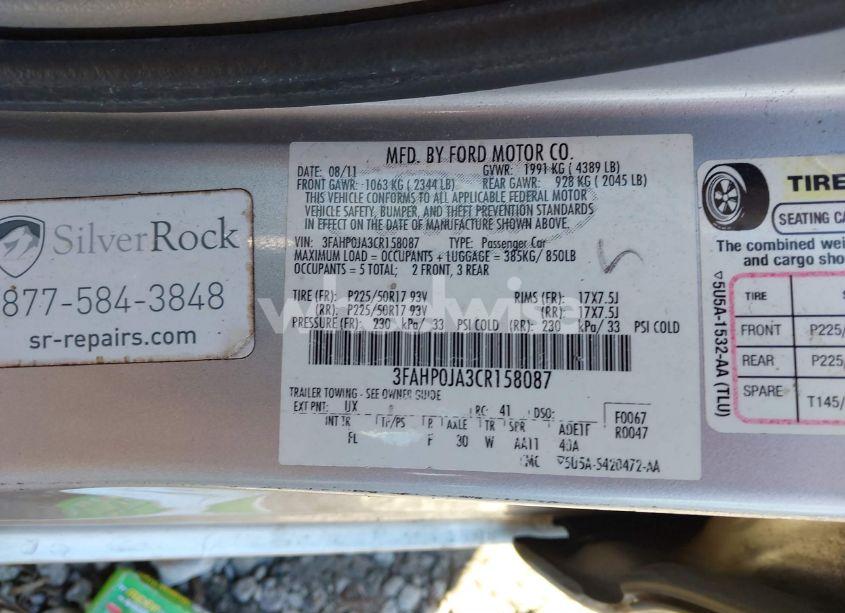 SilverRock
877-584-3848
sr-repairs.com
MFD. BY FORD MOTOR CO.
DATE: 08/11 GVWR: 1991 KG ( 4389 LB)
FRONT GAWR: 1063 KG ( 2344 LB) REAR GAWR: 928 KG ( 2045 LB)
THIS VEHICLE CONFORMS TO ALL APPLICABLE FEDERAL MOTOR
VEHICLE SAFETY, BUMPER, AND THEFT PREVENTION STANDARDS
IN EFFECT ON THE DATE OF MANUFACTURE SHOWN ABOVE.
VIN: 3FAHP0JA3CR158087 TYPE: Passenger Car
MAXIMUM LOAD = OCCUPANTS + LUGGAGE = 385KG/ 850LB
OCCUPANTS = 5 TOTAL; 2 FRONT, 3 REAR
TIRE (FR): P225/50R17 93V RIMS (FR): 17X7.5J
(RR): P225/50R17 93V (RR): 17X7.5J
PRESSURE (FR): 230 kPa/ 33 PSI COLD (RR): 230 kPa/ 33 PSI COLD
3FAHP0JA3CR158087
TRAILER TOWING - SEE OWNER GUIDE
EXT PNT: UX RC: 41 DSO: F0067
INT TR TP/PS R AXLE TR SPR A0E1F R0047
FL F 30 W AA11 40A
5U5A-5420472-AA
TIRE
SEATING CA
The combined wei
and cargo sho
TIRE
FRONT P225/
REAR P225/
SPARE T145/
5U5A-1532-AA (TLU)